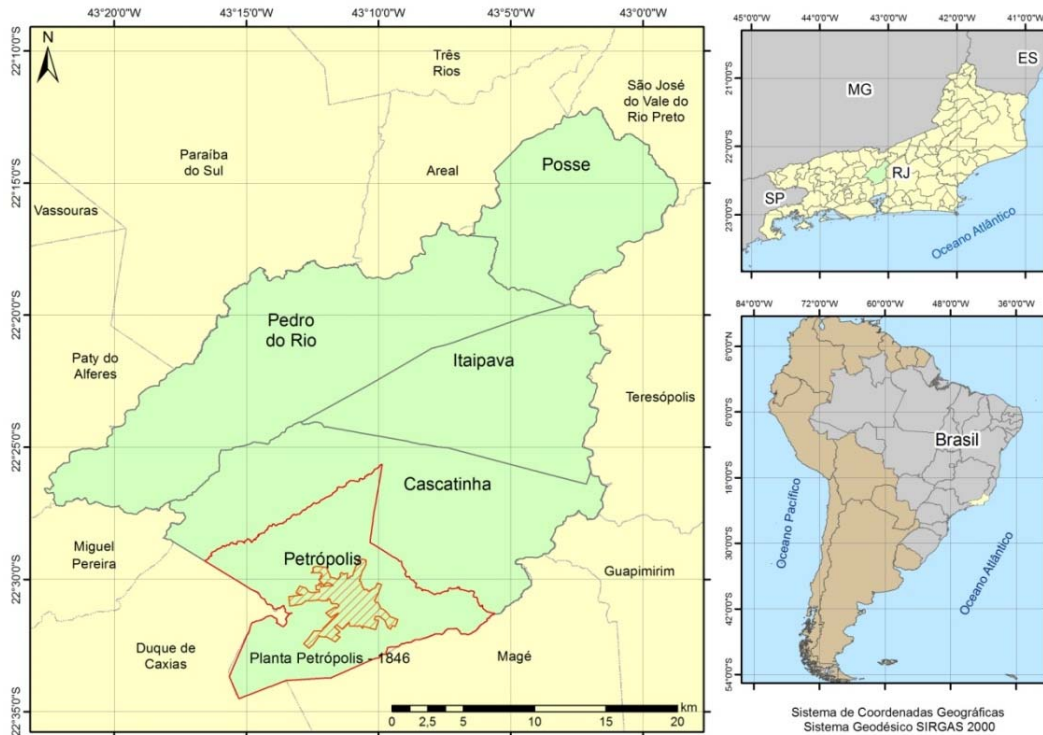 43°20'0"W
43°15'0"W
43°10'0"W
43°5'0"W
43°0'0"W
22°10'0"S
22°15'0"S
22°20'0"S
22°25'0"S
22°30'0"S
22°35'0"S
N
Três
Rios
São José
do Vale do
Rio Preto
Paraíba
do Sul
Areal
Posse
Vassouras
Pedro
do Rio
Itaipava
Paty do
Alferes
Teresópolis
Cascatinha
Miguel
Pereira
Petrópolis
Guapimirim
Duque de
Caxias
Planta Petrópolis - 1846
Magé
km
0 2,5 5 10 15 20
45°0'0"W
44°0'0"W
43°0'0"W
42°0'0"W
41°0'0"W
21°0'0"S
22°0'0"S
23°0'0"S
ES
MG
RJ
SP
Oceano Atlântico
84°0'0"W
72°0'0"W
60°0'0"W
48°0'0"W
36°0'0"W
6°0'0"N
6°0'0"S
18°0'0"S
30°0'0"S
42°0'0"S
54°0'0"S
Brasil
Oceano Pacífico
Oceano Atlântico
Sistema de Coordenadas Geográficas
Sistema Geodésico SIRGAS 2000